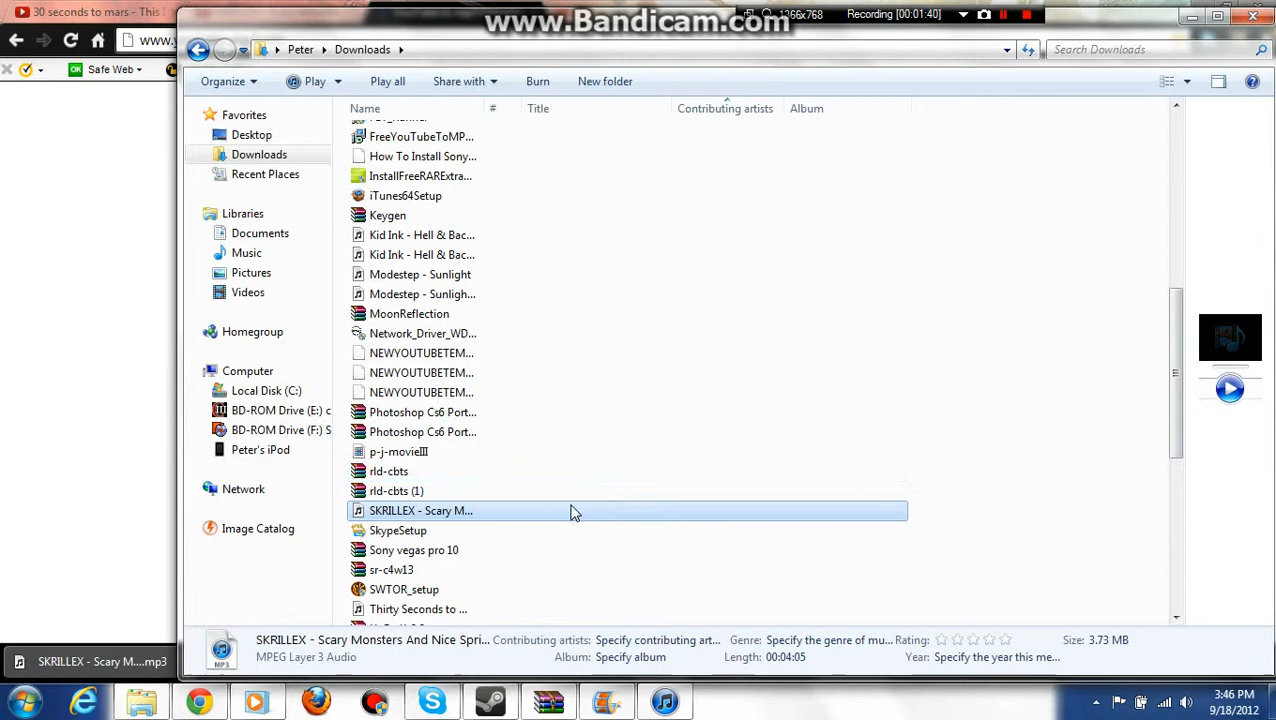 30 seconds to mars - This I
www.Bandicam.com
1366x768
Recording [00:01:40]
www.y
Peter
Downloads
Search Downloads
Safe Web
Organize
Play
Play all
Share with
Burn
New folder
Name
#
Title
Contributing artists
Album
Favorites
Desktop
Downloads
Recent Places
Libraries
Documents
Music
Pictures
Videos
Homegroup
Computer
Local Disk (C:)
BD-ROM Drive (E:) c
BD-ROM Drive (F:) S
Peter's iPod
Network
Image Catalog
FreeYouTubeToMP...
How To Install Sony...
InstallFreeRARExtra...
iTunes64Setup
Keygen
Kid Ink - Hell & Bac...
Kid Ink - Hell & Bac...
Modestep - Sunlight
Modestep - Sunligh...
MoonReflection
Network_Driver_WD...
NEWYOUTUBETEM...
NEWYOUTUBETEM...
NEWYOUTUBETEM...
Photoshop Cs6 Port...
Photoshop Cs6 Port...
p-j-movieIII
rld-cbts
rld-cbts (1)
SKRILLEX - Scary M...
SkypeSetup
Sony vegas pro 10
sr-c4w13
SWTOR_setup
Thirty Seconds to ...
SKRILLEX - Scary Monsters And Nice Spri...
MPEG Layer 3 Audio
MP3
Contributing artists: Specify contributing art...
Album: Specify album
Genre: Specify the genre of mu...
Length: 00:04:05
Rating:
Year: Specify the year this me...
Size: 3.73 MB
SKRILLEX - Scary M....mp3
3:46 PM
9/18/2012